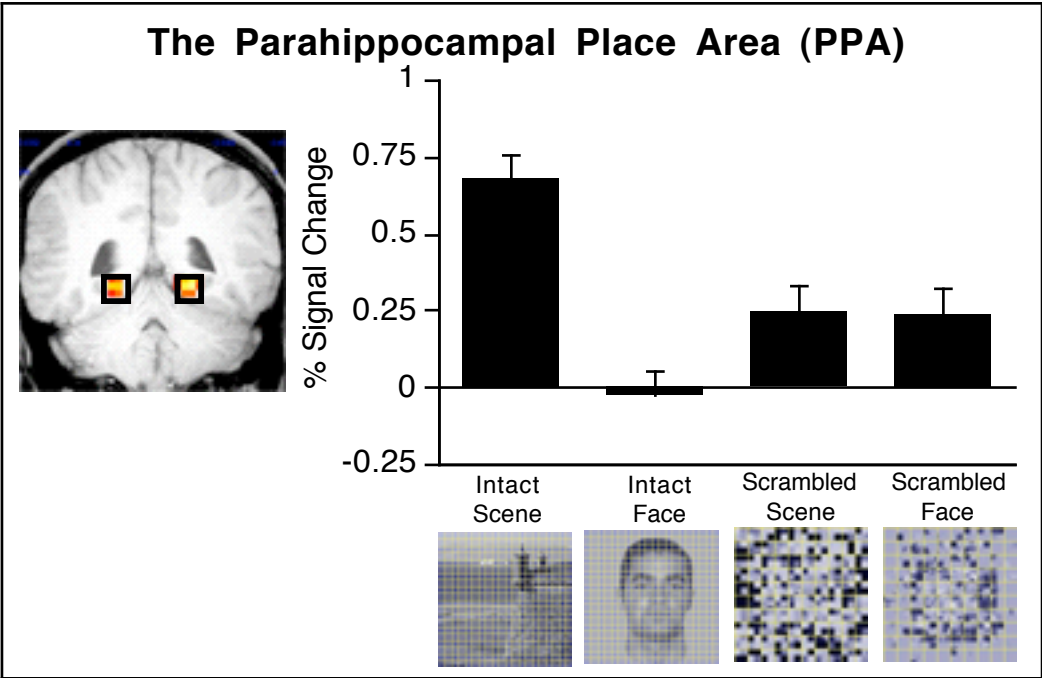 The Parahippocampal Place Area (PPA)
% Signal Change
1
0.75
0.5
0.25
0
-0.25
Intact
Scene
Intact
Face
Scrambled
Scene
Scrambled
Face